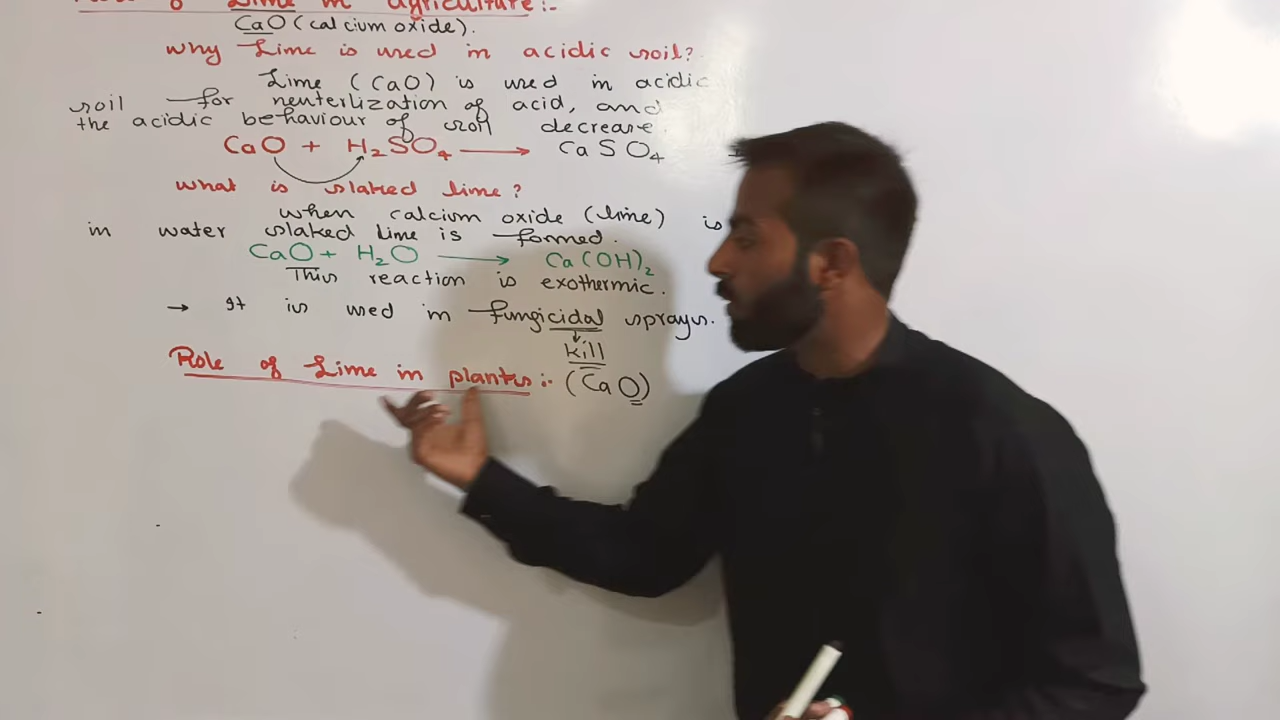 Role of Lime in agriculture:-
CaO (calcium oxide).
why Lime is used in acidic soil?
Lime (CaO) is used in acidic
soil for neuterlization of acid, and
the acidic behaviour of soil decrease.
CaO + H₂SO₄ → CaSO₄ +
what is slaked lime?
when calcium oxide (lime) is
in water slaked lime is formed.
CaO + H₂O → Ca(OH)₂
This reaction is exothermic.
→ It is used in fungicidal sprays.
↓
Kill
Role of Lime in plants:- (CaO)